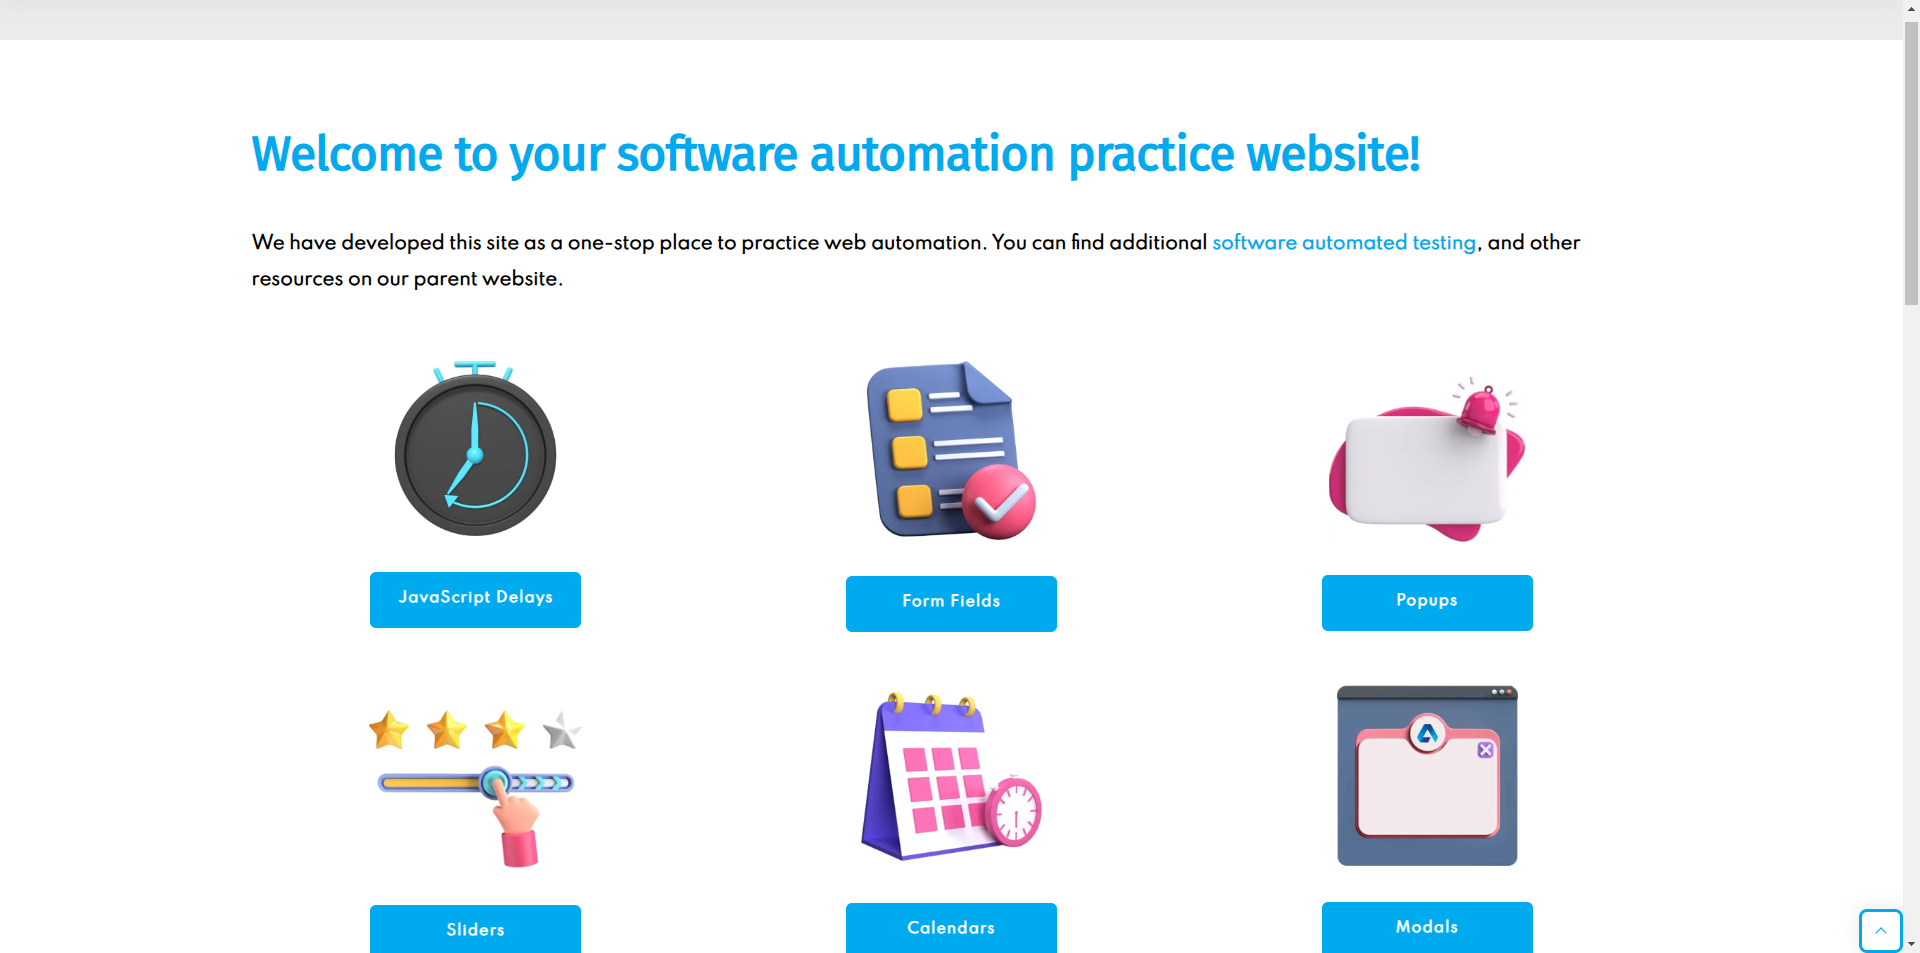 Welcome to your software automation practice website!
We have developed this site as a one-stop place to practice web automation. You can find additional software automated testing, and other
resources on our parent website.
JavaScript Delays
Form Fields
Popups
Sliders
Calendars
Modals